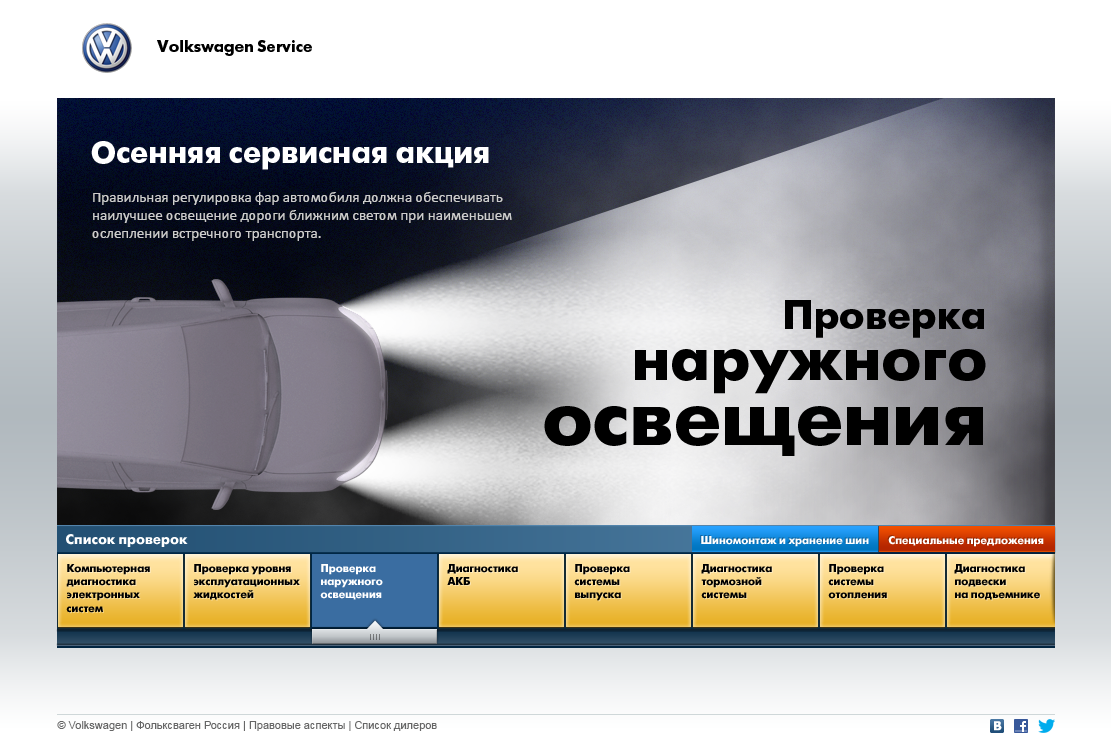 Volkswagen Service
Осенняя сервисная акция
Правильная регулировка фар автомобиля должна обеспечивать
наилучшее освещение дороги ближним светом при наименьшем
ослеплении встречного транспорта.
Проверка
наружного
освещения
Список проверок
Шиномонтаж и хранение шин
Специальные предложения
Компьютерная
диагностика
электронных
систем
Проверка уровня
эксплуатационных
жидкостей
Проверка
наружного
освещения
Диагностика
АКБ
Проверка
системы
выпуска
Диагностика
тормозной
системы
Проверка
системы
отопления
Диагностика
подвески
на подъемнике
© Volkswagen | Фольксваген Россия | Правовые аспекты | Список дилеров